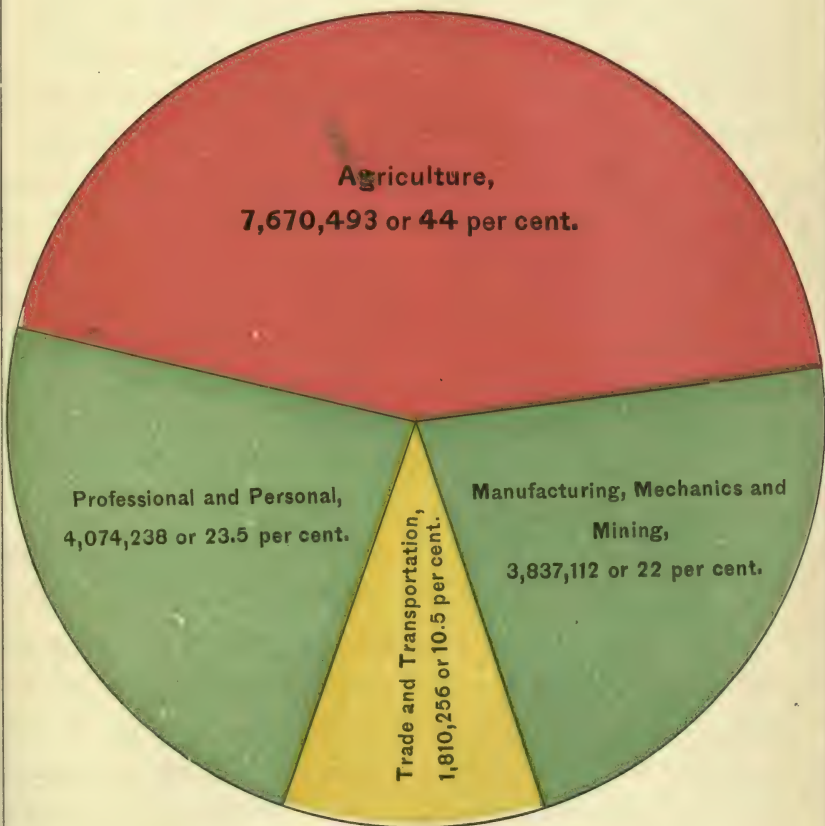 Agriculture,
7,670,493 or 44 per cent.
Professional and Personal,
4,074,238 or 23.5 per cent.
Trade and Transportation,
1,810,256 or 10.5 per cent.
Manufacturing, Mechanics and
Mining,
3,837,112 or 22 per cent.